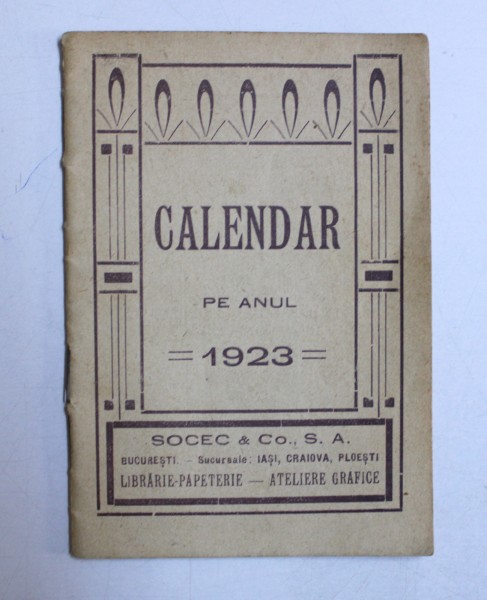 CALENDAR
PE ANUL
= 1923 =
SOCEC & Co., S. A.
BUCUREȘTI. — Sucursale: IAȘI, CRAIOVA, PLOEȘTI
LIBRĂRIE-PAPETERIE — ATELIERE GRAFICE